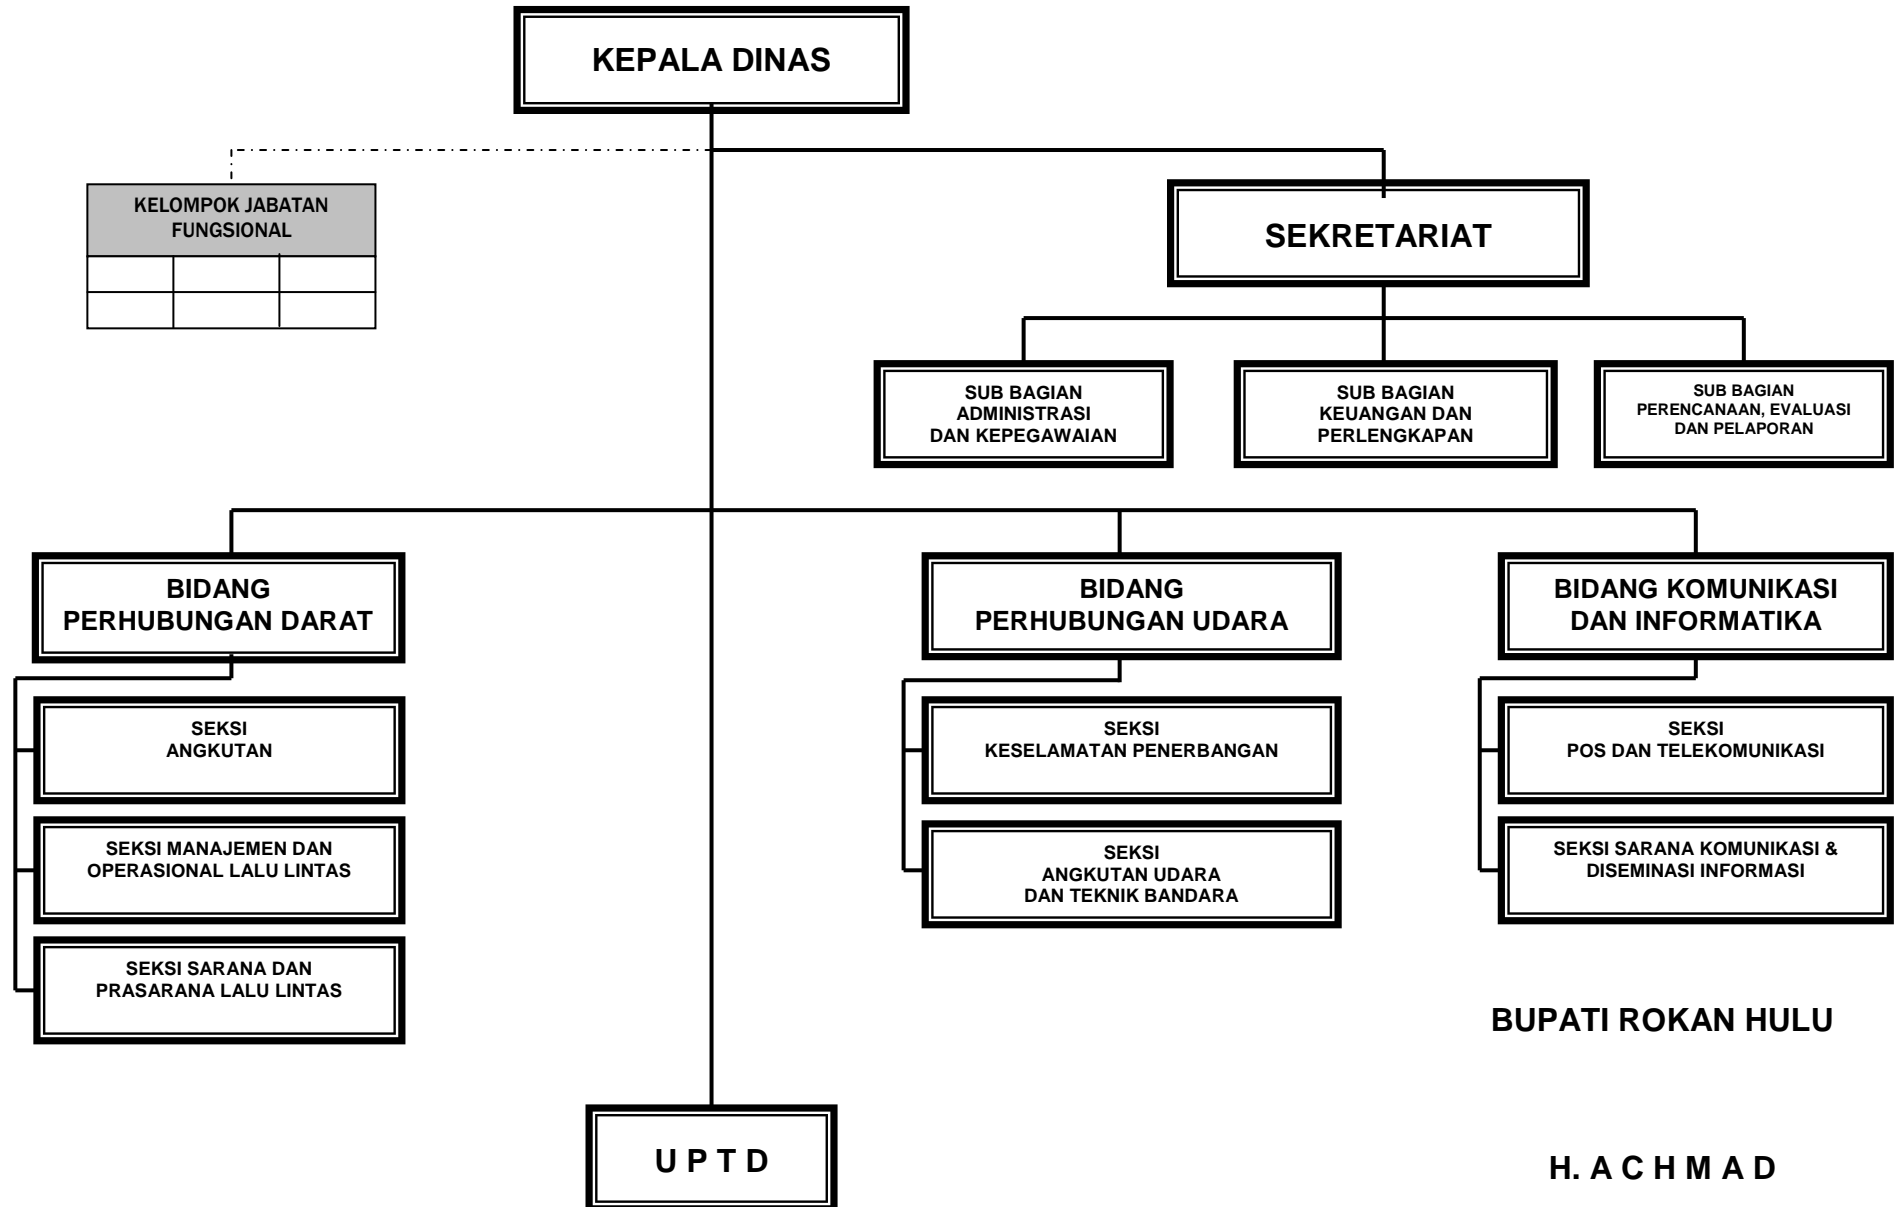 KEPALA DINAS
KELOMPOK JABATAN
FUNGSIONAL
SEKRETARIAT
SUB BAGIAN
ADMINISTRASI
DAN KEPEGAWAIAN
SUB BAGIAN
KEUANGAN DAN
PERLENGKAPAN
SUB BAGIAN
PERENCANAAN, EVALUASI
DAN PELAPORAN
BIDANG
PERHUBUNGAN DARAT
BIDANG
PERHUBUNGAN UDARA
BIDANG KOMUNIKASI
DAN INFORMATIKA
SEKSI
ANGKUTAN
SEKSI
KESELAMATAN PENERBANGAN
SEKSI
POS DAN TELEKOMUNIKASI
SEKSI MANAJEMEN DAN
OPERASIONAL LALU LINTAS
SEKSI
ANGKUTAN UDARA
DAN TEKNIK BANDARA
SEKSI SARANA KOMUNIKASI &
DISEMINASI INFORMASI
SEKSI SARANA DAN
PRASARANA LALU LINTAS
BUPATI ROKAN HULU
U P T D
H. A C H M A D